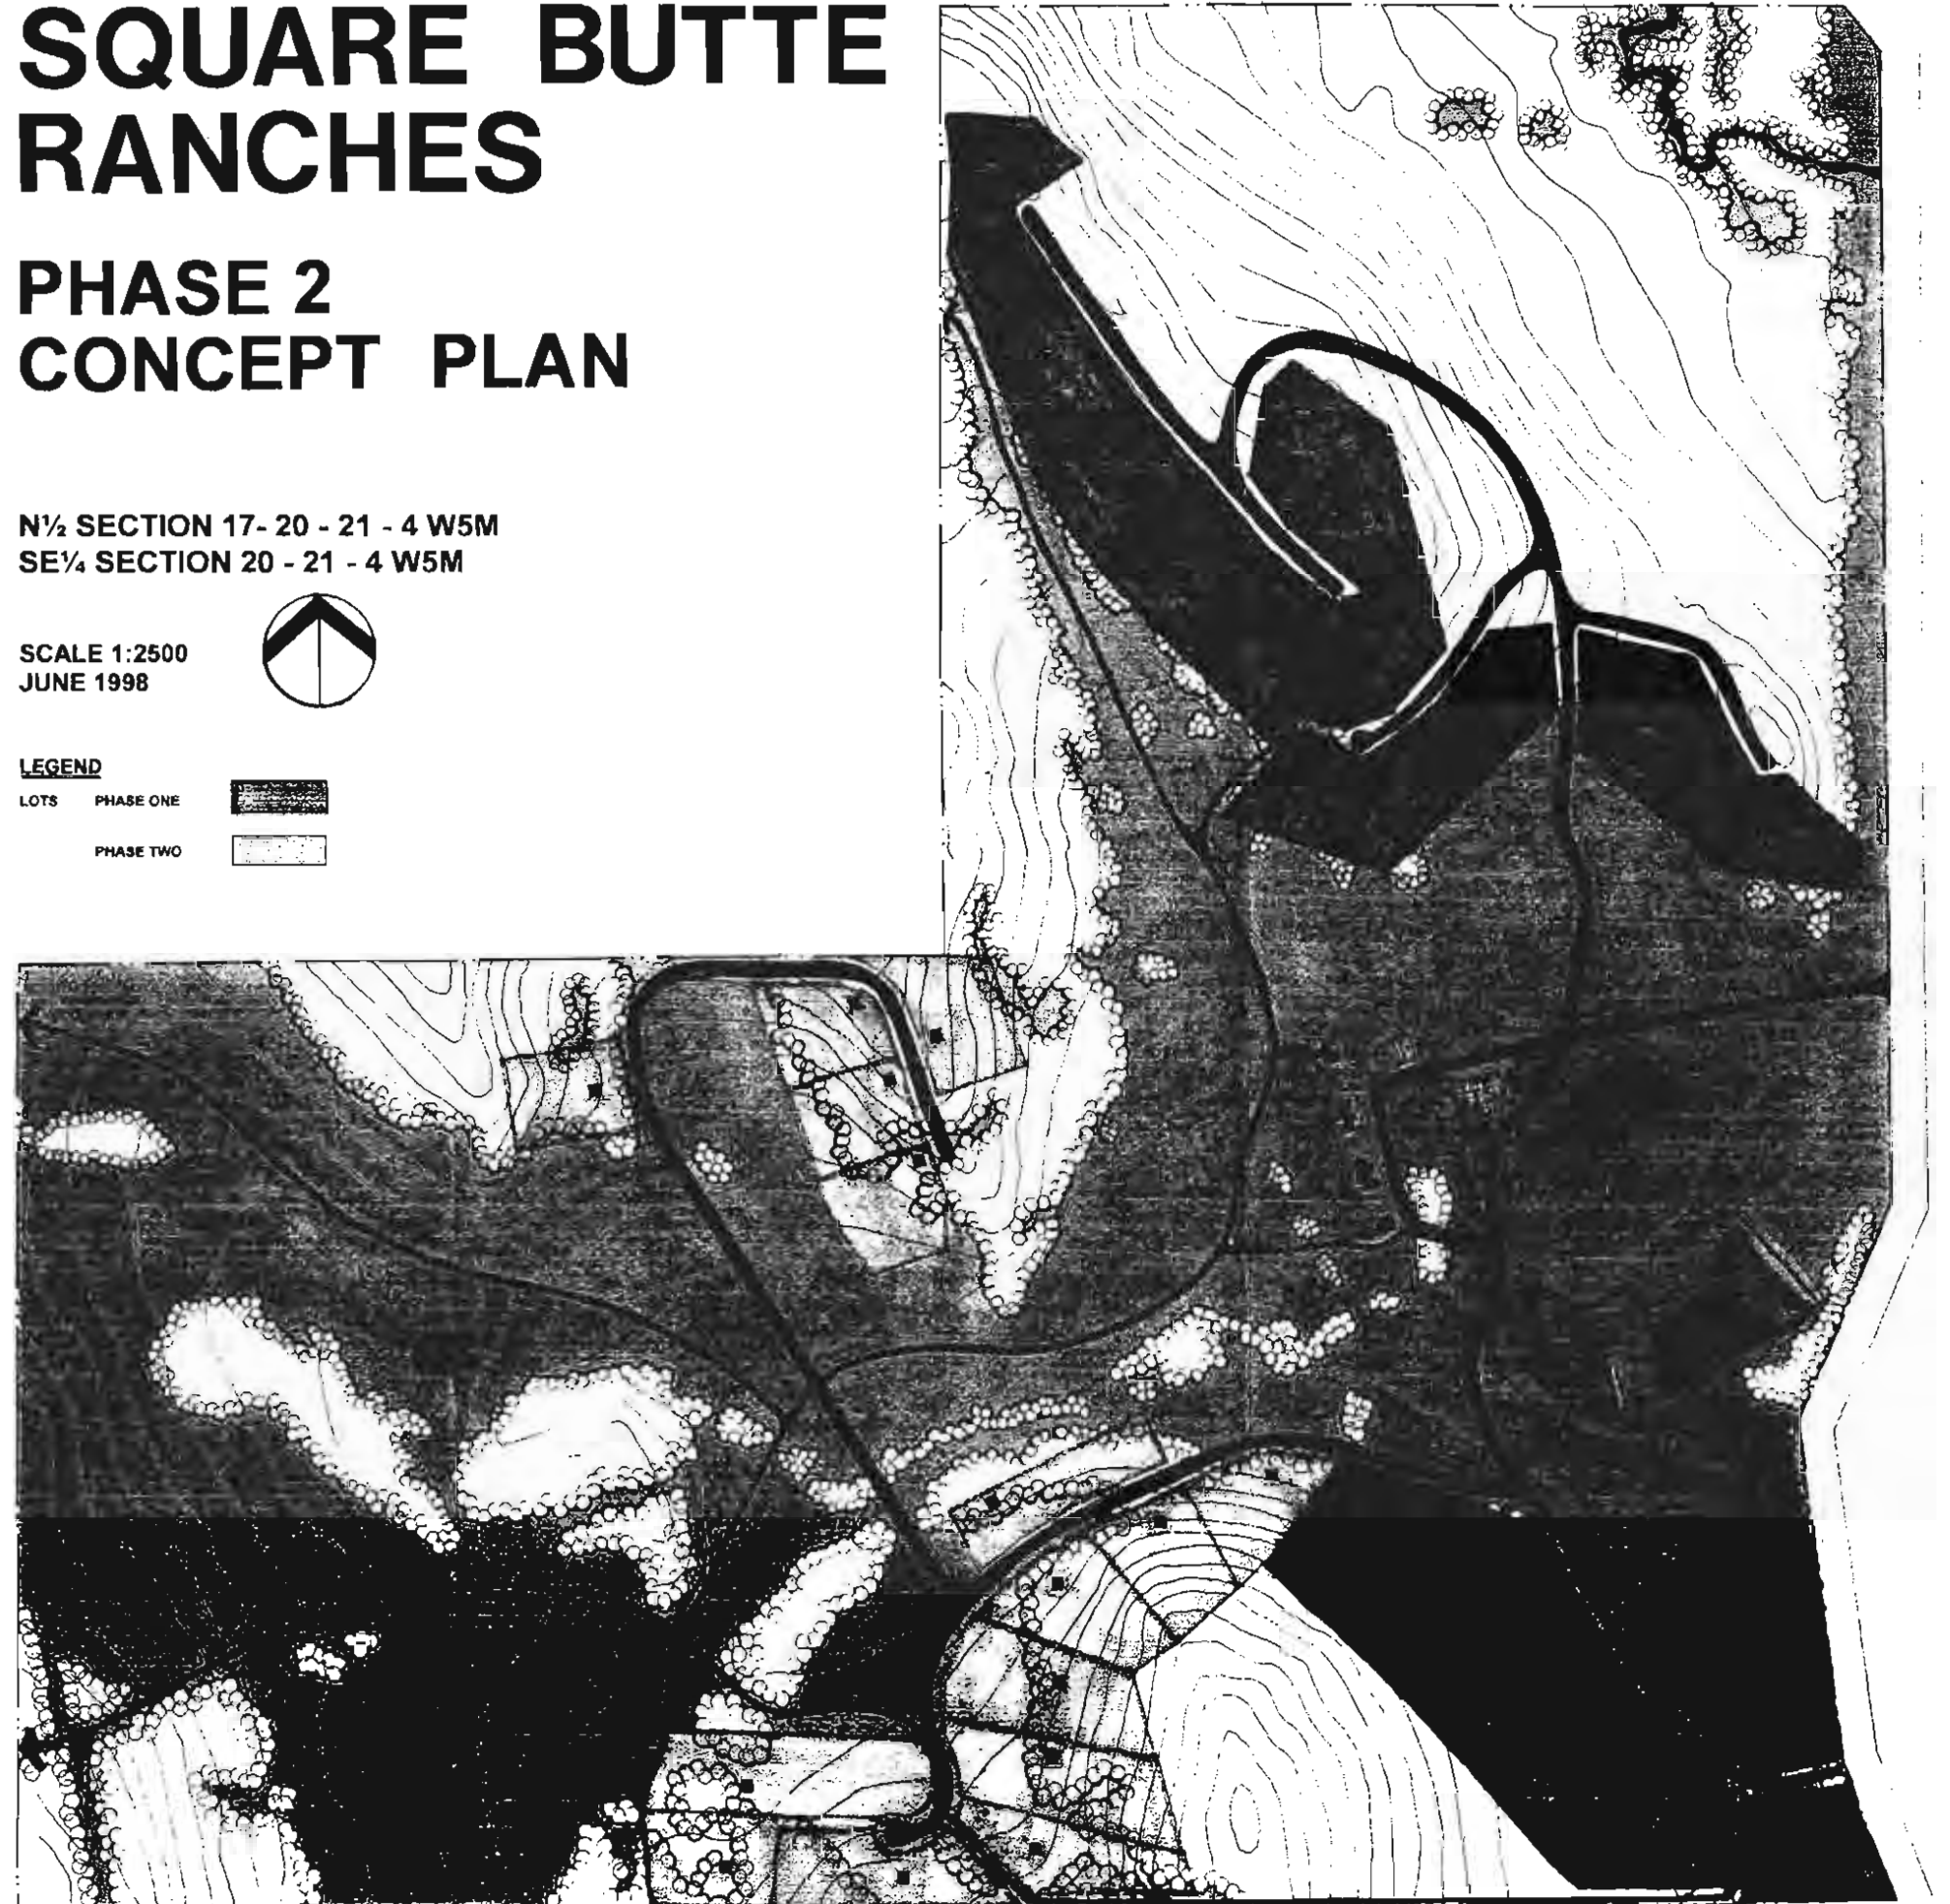 SQUARE BUTTE
RANCHES
PHASE 2
CONCEPT PLAN
N½ SECTION 17- 20 - 21 - 4 W5M
SE¼ SECTION 20 - 21 - 4 W5M
SCALE 1:2500
JUNE 1998
LEGEND
LOTS PHASE ONE
PHASE TWO